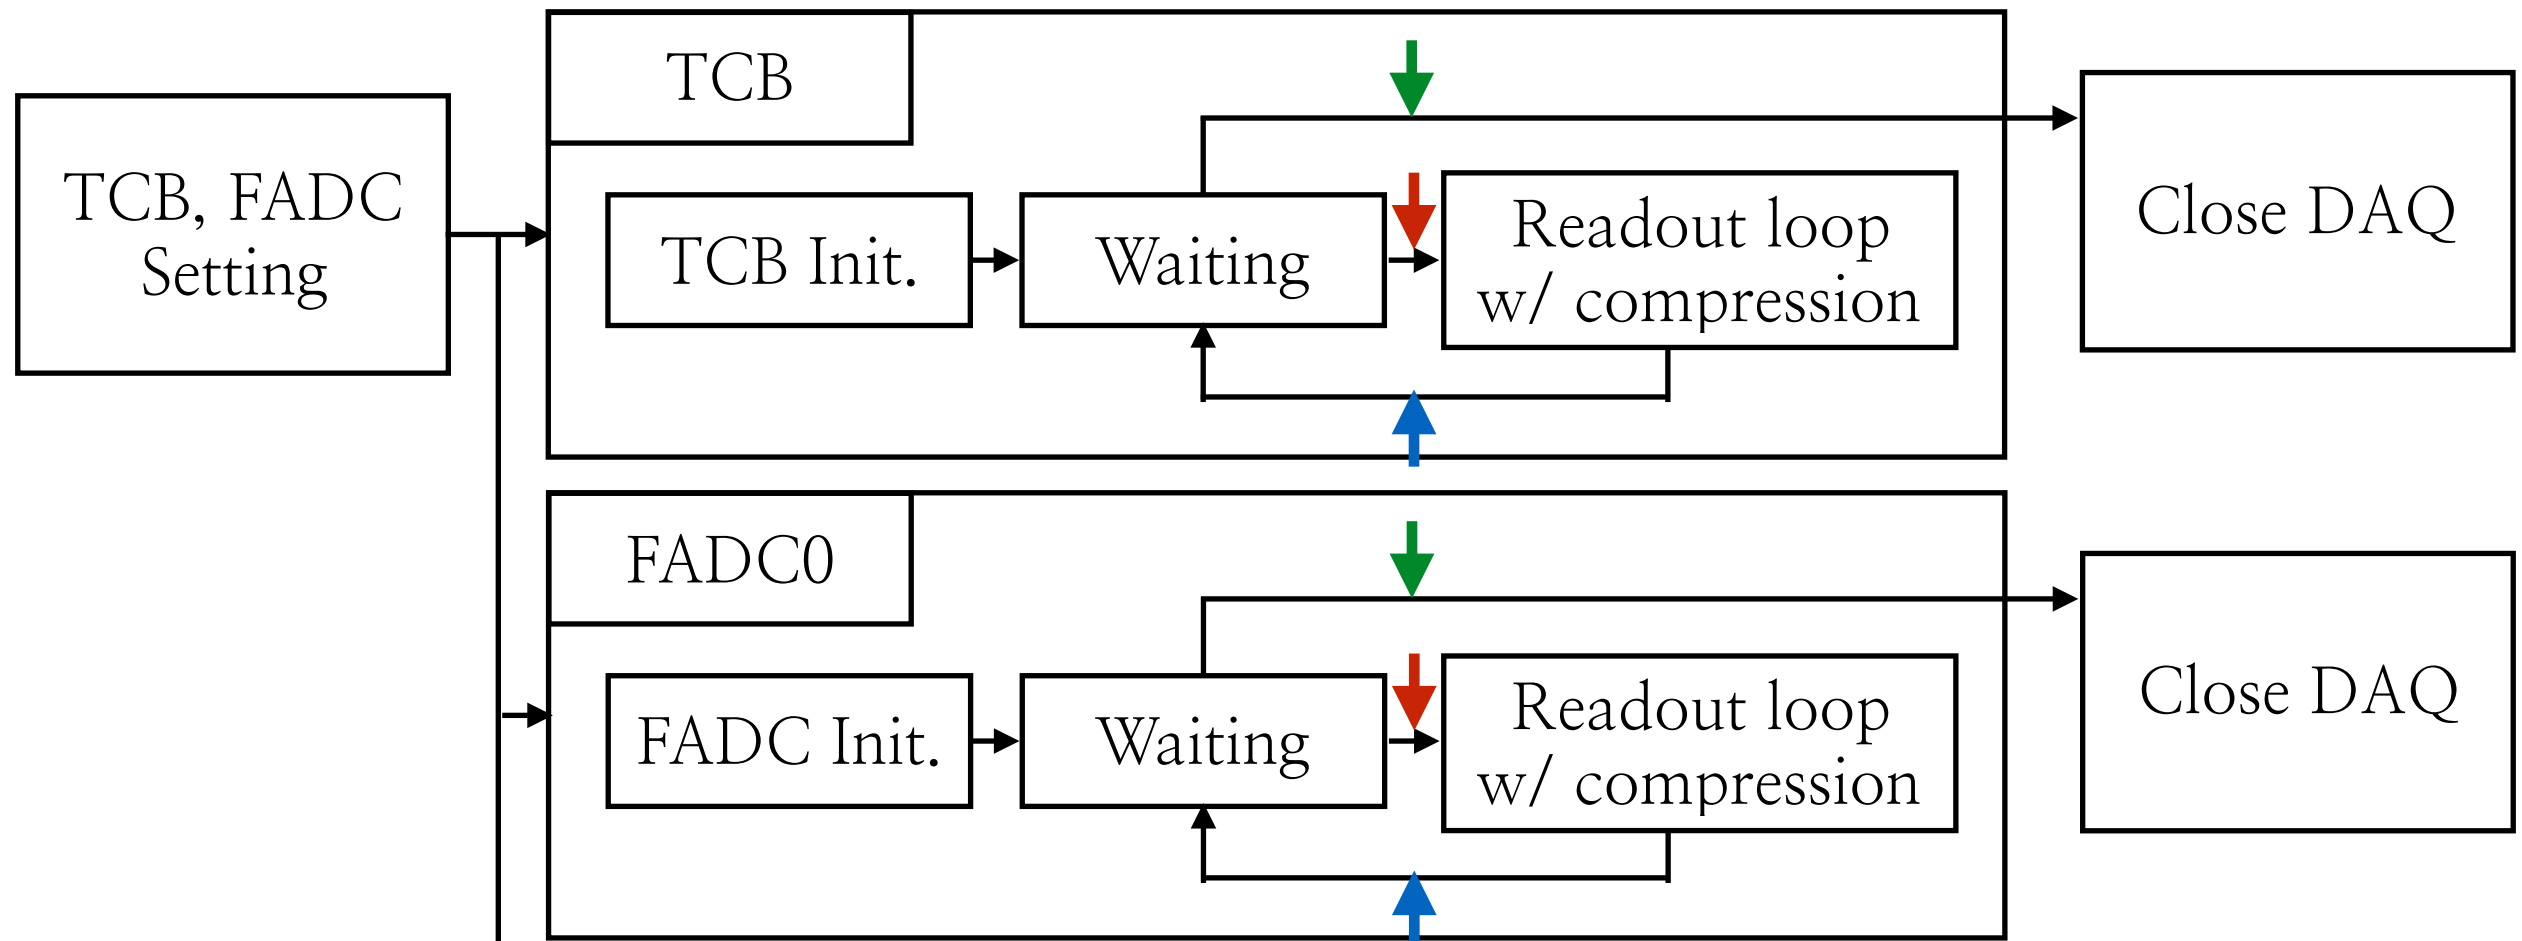 TCB
TCB, FADC
Setting
TCB Init.
Waiting
Readout loop
w/ compression
Close DAQ
FADC0
FADC Init.
Waiting
Readout loop
w/ compression
Close DAQ